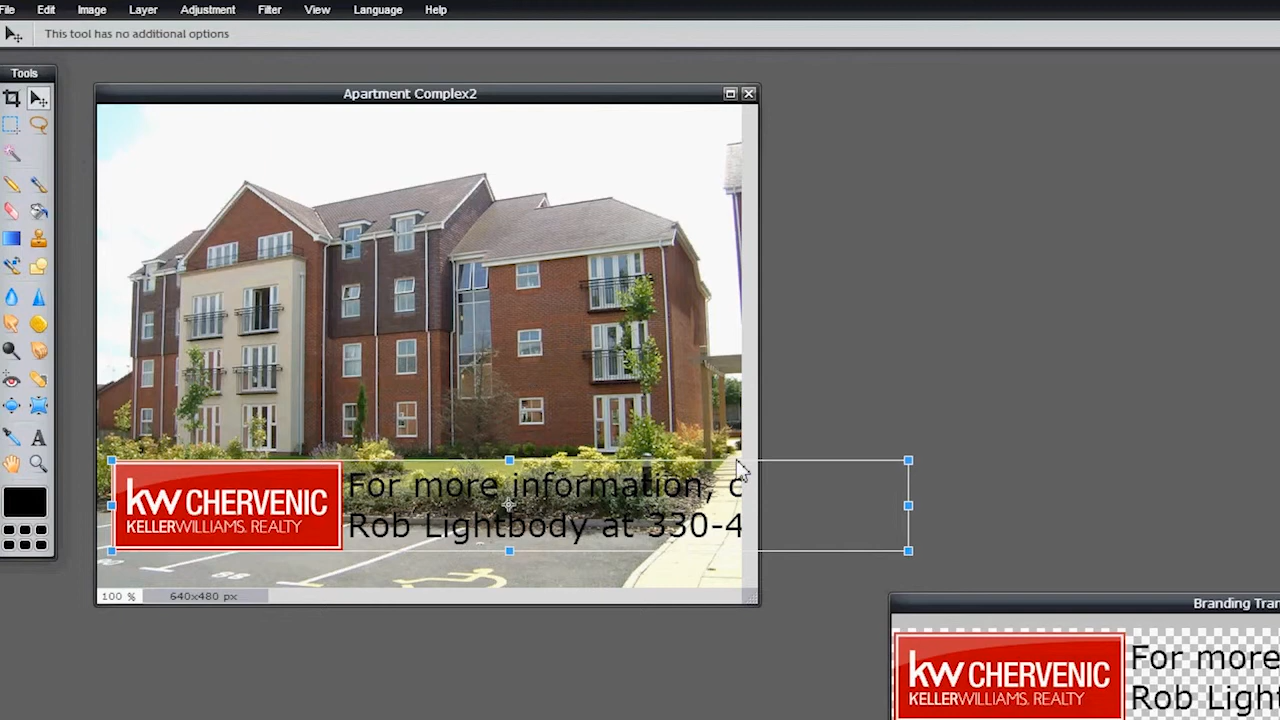 File Edit Image Layer Adjustment Filter View Language Help
This tool has no additional options
Tools
Apartment Complex2
kw CHERVENIC
KELLERWILLIAMS. REALTY
For more information, c
Rob Lightbody at 330-4
100 % 640x480 px
Branding Tran
kw CHERVENIC
KELLERWILLIAMS. REALTY
For more
Rob Light